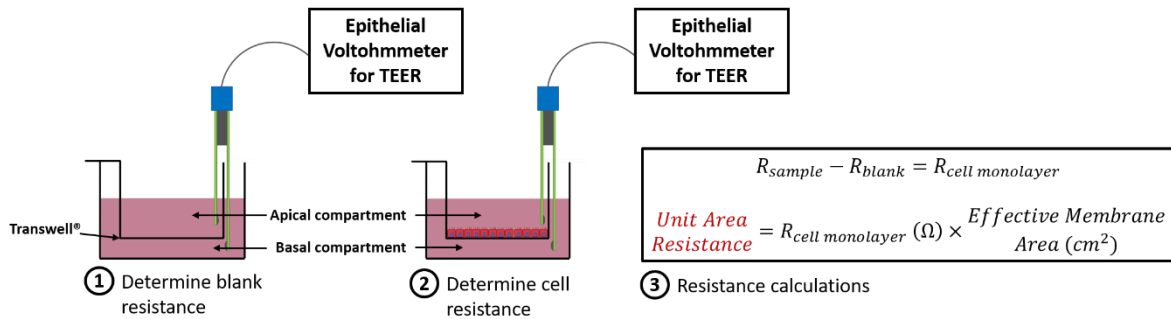 Epithelial
Voltohmmeter
for TEER
Epithelial
Voltohmmeter
for TEER
Transwell®
Apical compartment
Basal compartment
1 Determine blank
resistance
2 Determine cell
resistance
R_sample − R_blank = R_cell monolayer
Unit Area
Resistance = R_cell monolayer (Ω) × Effective Membrane
Area (cm²)
3 Resistance calculations